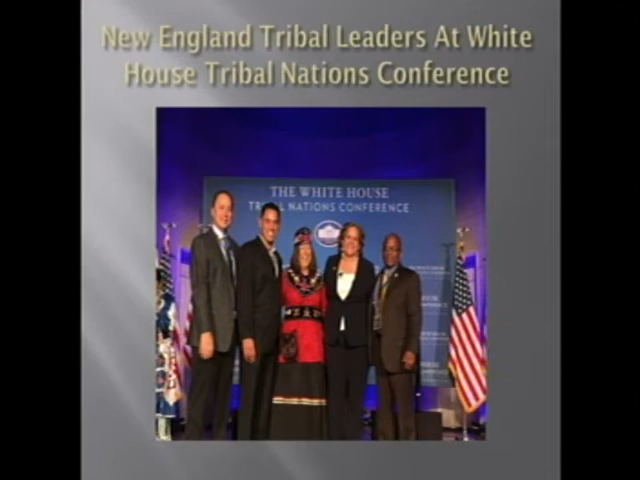 New England Tribal Leaders At White
House Tribal Nations Conference
THE WHITE HOUSE
TRIBAL NATIONS CONFERENCE